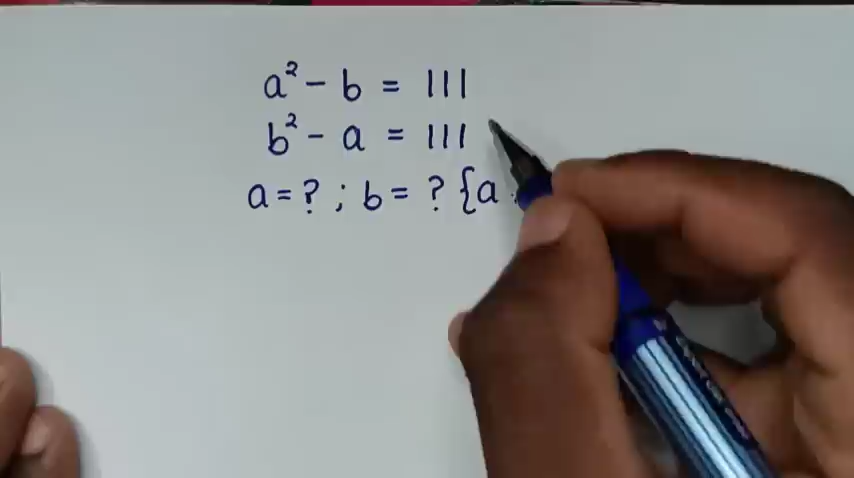 a² - b = 111
b² - a = 111
a = ? ; b = ? {a